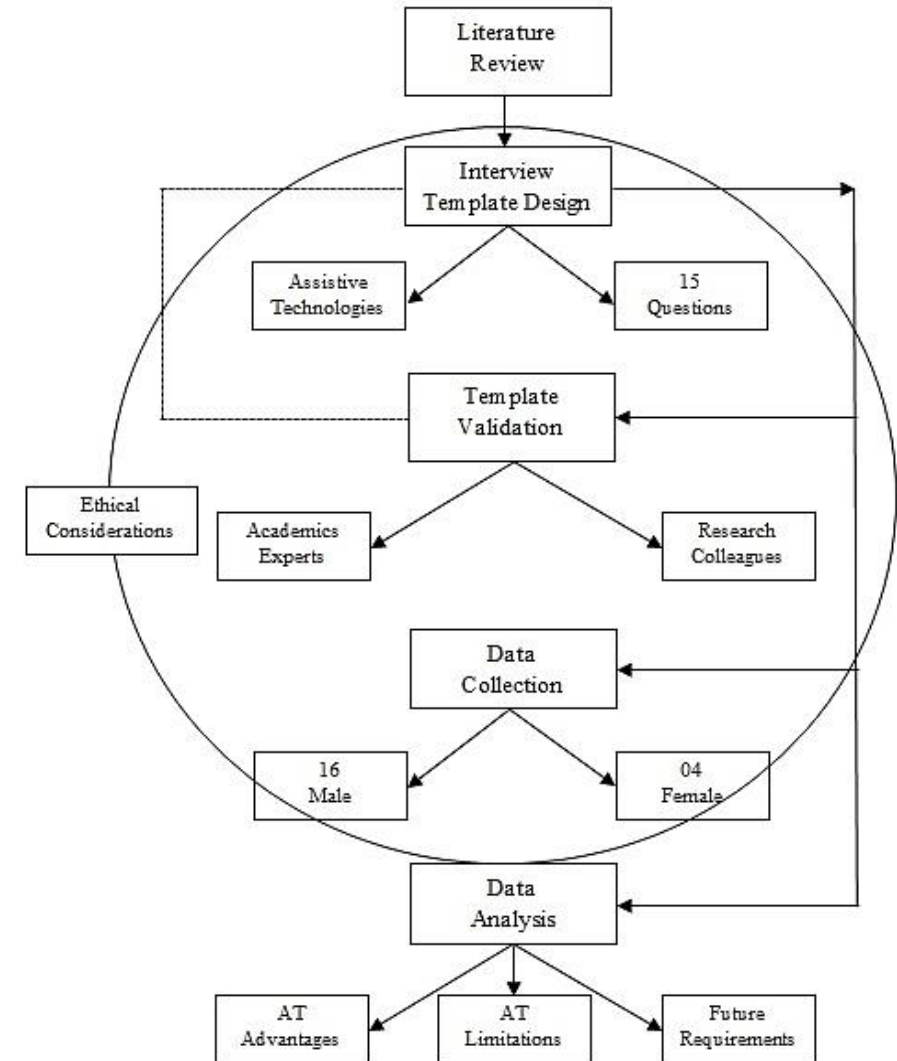 Literature
Review
Interview
Template Design
Assistive
Technologies
15
Questions
Template
Validation
Ethical
Considerations
Academics
Experts
Research
Colleagues
Data
Collection
16
Male
04
Female
Data
Analysis
AT
Advantages
AT
Limitations
Future
Requirements